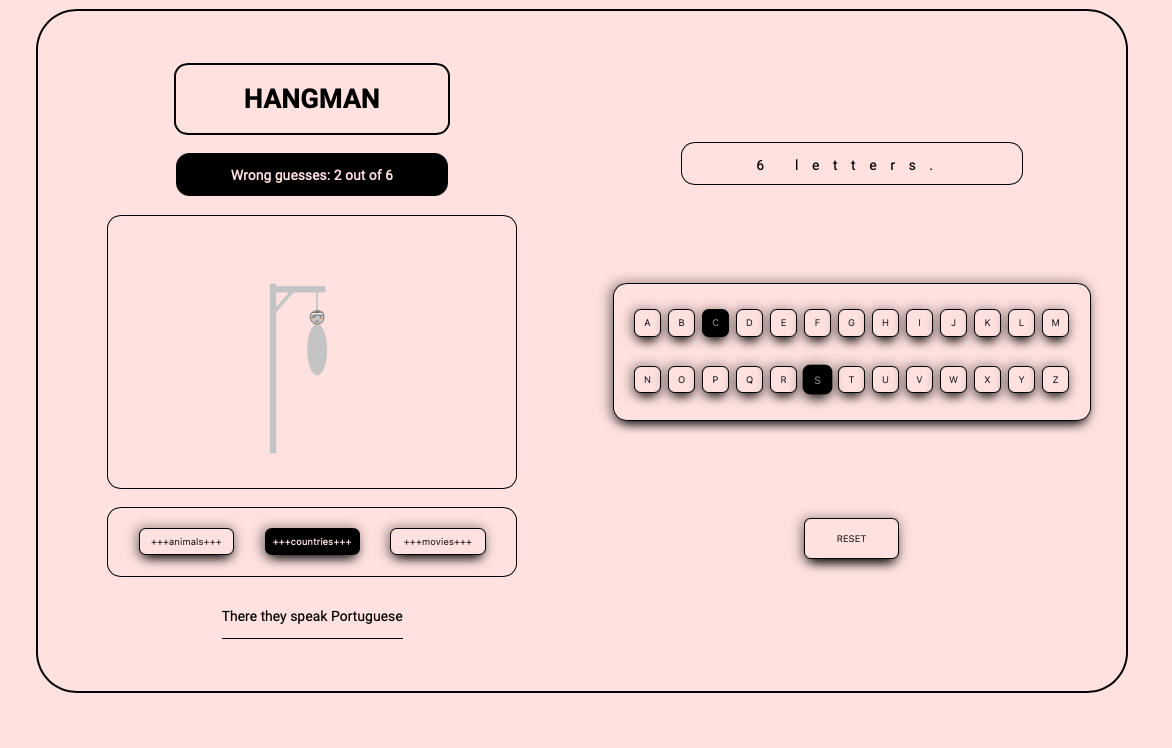 HANGMAN
Wrong guesses: 2 out of 6
+++animals+++ +++countries+++ +++movies+++
There they speak Portuguese
6 letters.
A B C D E F G H I J K L M
N O P Q R S T U V W X Y Z
RESET